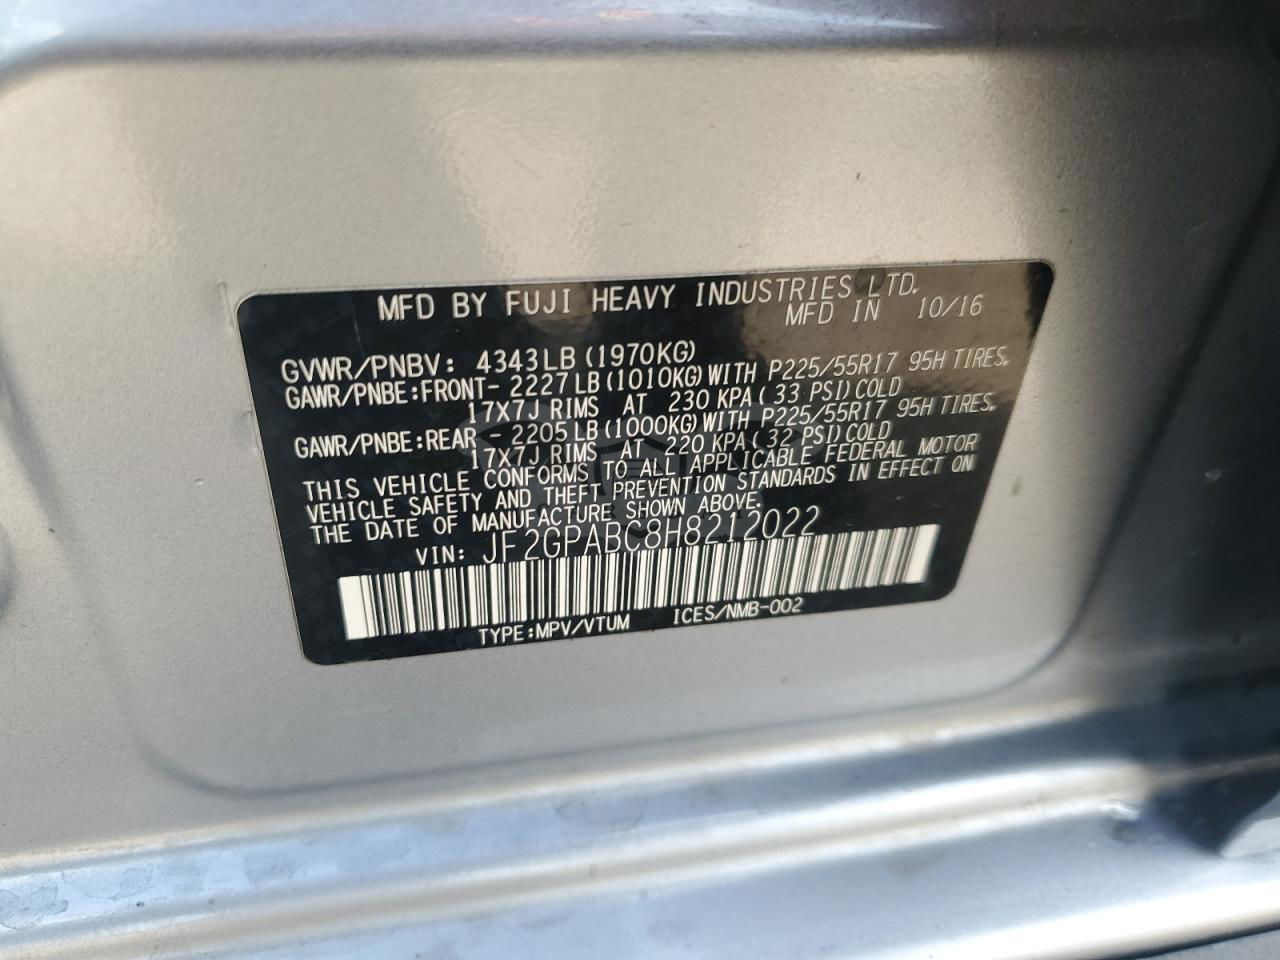 MFD BY FUJI HEAVY INDUSTRIES LTD.
MFD IN 10/16
GVWR/PNBV: 4343LB(1970KG)
GAWR/PNBE:FRONT- 2227LB(1010KG)WITH P225/55R17 95H TIRES,
17X7J RIMS AT 230 KPA(33 PSI)COLD
GAWR/PNBE:REAR - 2205LB(1000KG)WITH P225/55R17 95H TIRES,
17X7J RIMS AT 220 KPA(32 PSI)COLD
THIS VEHICLE CONFORMS TO ALL APPLICABLE FEDERAL MOTOR
VEHICLE SAFETY AND THEFT PREVENTION STANDARDS IN EFFECT ON
THE DATE OF MANUFACTURE SHOWN ABOVE.
VIN: JF2GPABC8H8212022
TYPE:MPV/VTUM ICES/NMB-002